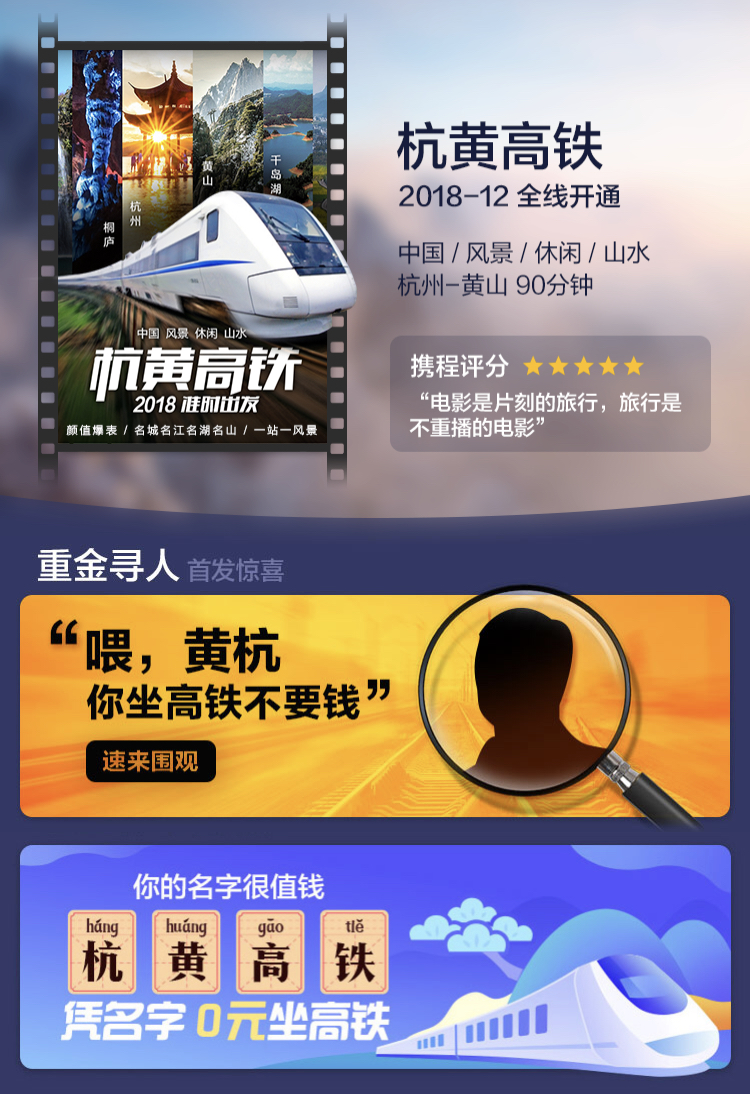 桐庐
杭州
黄山
千岛湖
中国 风景 休闲 山水
杭黄高铁
2018 准时出发
颜值爆表 / 名城名江名湖名山 / 一站一风景
杭黄高铁
2018-12 全线开通
中国 / 风景 / 休闲 / 山水
杭州-黄山 90分钟
携程评分
“电影是片刻的旅行，旅行是
不重播的电影”
重金寻人 首发惊喜
“喂，黄杭
你坐高铁不要钱”
速来围观
你的名字很值钱
háng huáng gāo tiě
杭 黄 高 铁
凭名字 0元坐高铁